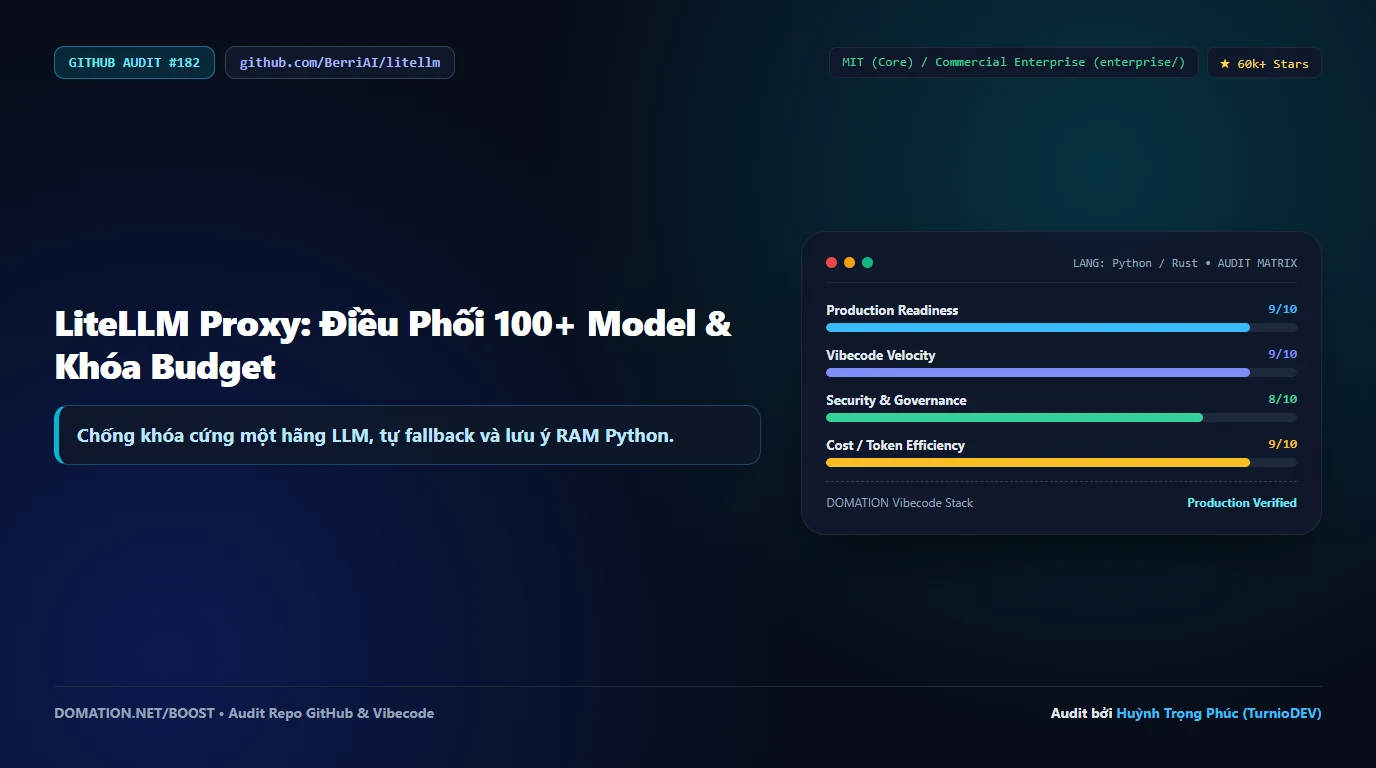 GITHUB AUDIT #182
github.com/BerriAI/litellm
MIT (Core) / Commercial Enterprise (enterprise/)
★ 60k+ Stars
LiteLLM Proxy: Điều Phối 100+ Model &
Khóa Budget
Chống khóa cứng một hãng LLM, tự fallback và lưu ý RAM Python.
LANG: Python / Rust • AUDIT MATRIX
Production Readiness 9/10
Vibecode Velocity 9/10
Security & Governance 8/10
Cost / Token Efficiency 9/10
DOMATION Vibecode Stack Production Verified
DOMATION.NET/BOOST • Audit Repo GitHub & Vibecode
Audit bởi Huỳnh Trọng Phúc (TurnioDEV)